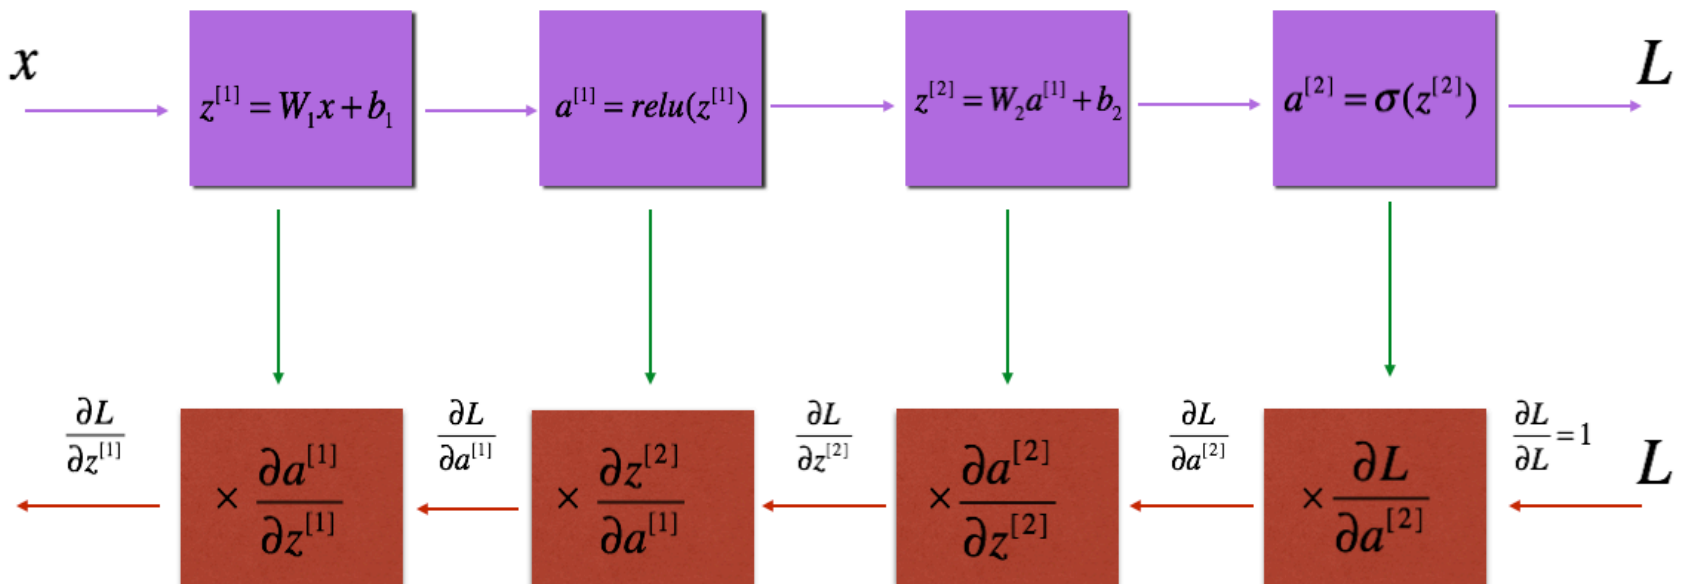 x
z^{[1]} = W_1x + b_1
a^{[1]} = relu(z^{[1]})
z^{[2]} = W_2a^{[1]} + b_2
a^{[2]} = σ(z^{[2]})
L
∂L/∂z^{[1]}
× ∂a^{[1]}/∂z^{[1]}
∂L/∂a^{[1]}
× ∂z^{[2]}/∂a^{[1]}
∂L/∂z^{[2]}
× ∂a^{[2]}/∂z^{[2]}
∂L/∂a^{[2]}
× ∂L/∂a^{[2]}
∂L/∂L = 1
L